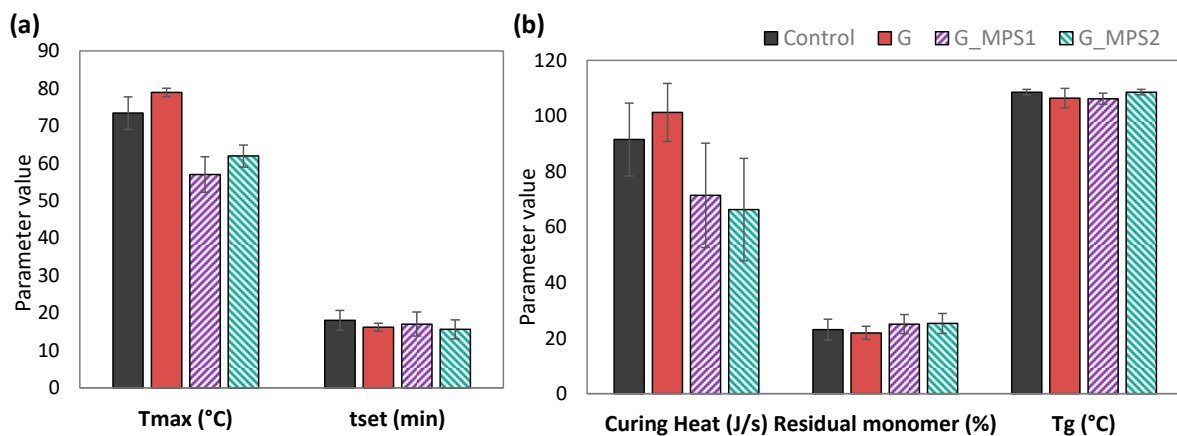 (a)
Parameter value
90
80
70
60
50
40
30
20
10
0
Tmax (°C)
tset (min)
(b)
Control
G
G_MPS1
G_MPS2
Parameter value
120
100
80
60
40
20
0
Curing Heat (J/s)
Residual monomer (%)
Tg (°C)